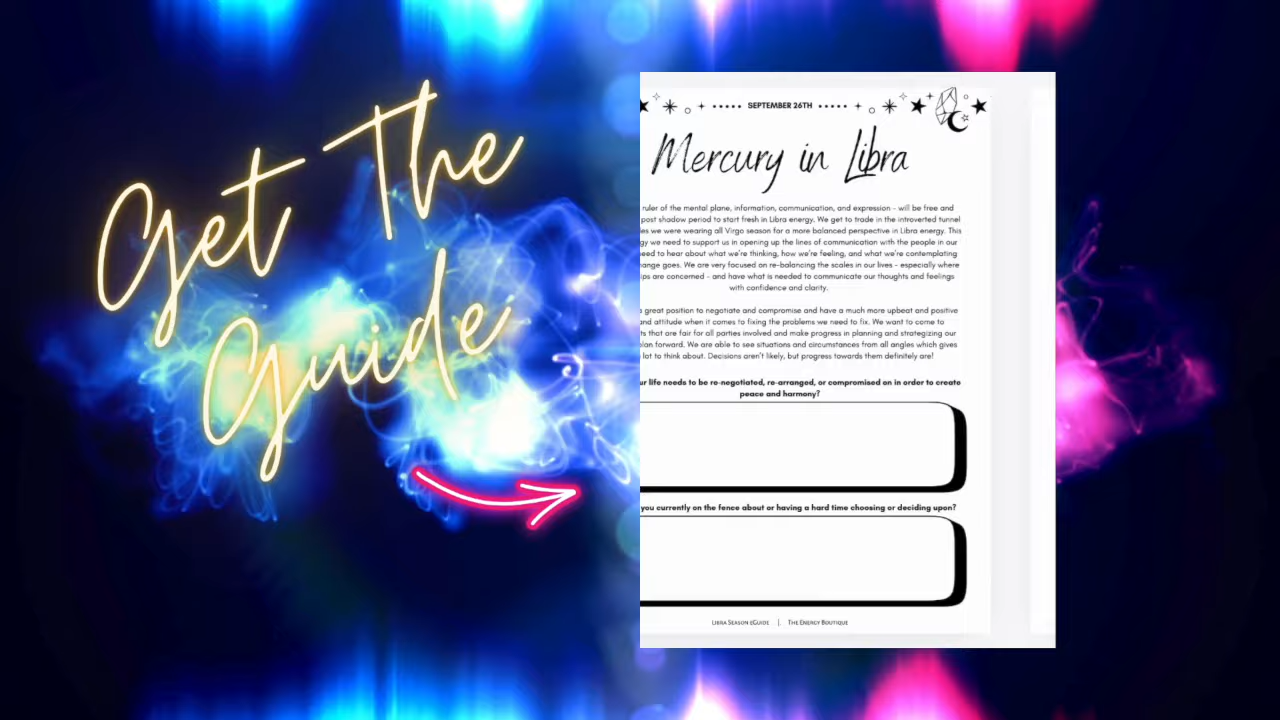 Get The
Guide
SEPTEMBER 26TH
Mercury in Libra
ruler of the mental plane, information, communication, and expression - will be free and
post shadow period to start fresh in Libra energy. We get to trade in the introverted tunnel
we were wearing all Virgo season for a more balanced perspective in Libra energy. This
we need to support us in opening up the lines of communication with the people in our
need to hear about what we're thinking, how we're feeling, and what we're contemplating
goes. We are very focused on re-balancing the scales in our lives - especially where
are concerned - and have what is needed to communicate our thoughts and feelings
with confidence and clarity.
great position to negotiate and compromise and have a much more upbeat and positive
and attitude when it comes to fixing the problems we need to fix. We want to come to
that are fair for all parties involved and make progress in planning and strategizing our
plan forward. We are able to see situations and circumstances from all angles which gives
lot to think about. Decisions aren't likely, but progress towards them definitely are!
life needs to be re-negotiated, re-arranged, or compromised on in order to create
peace and harmony?
you currently on the fence about or having a hard time choosing or deciding upon?
LIBRA SEASON EGUIDE | THE ENERGY BOUTIQUE